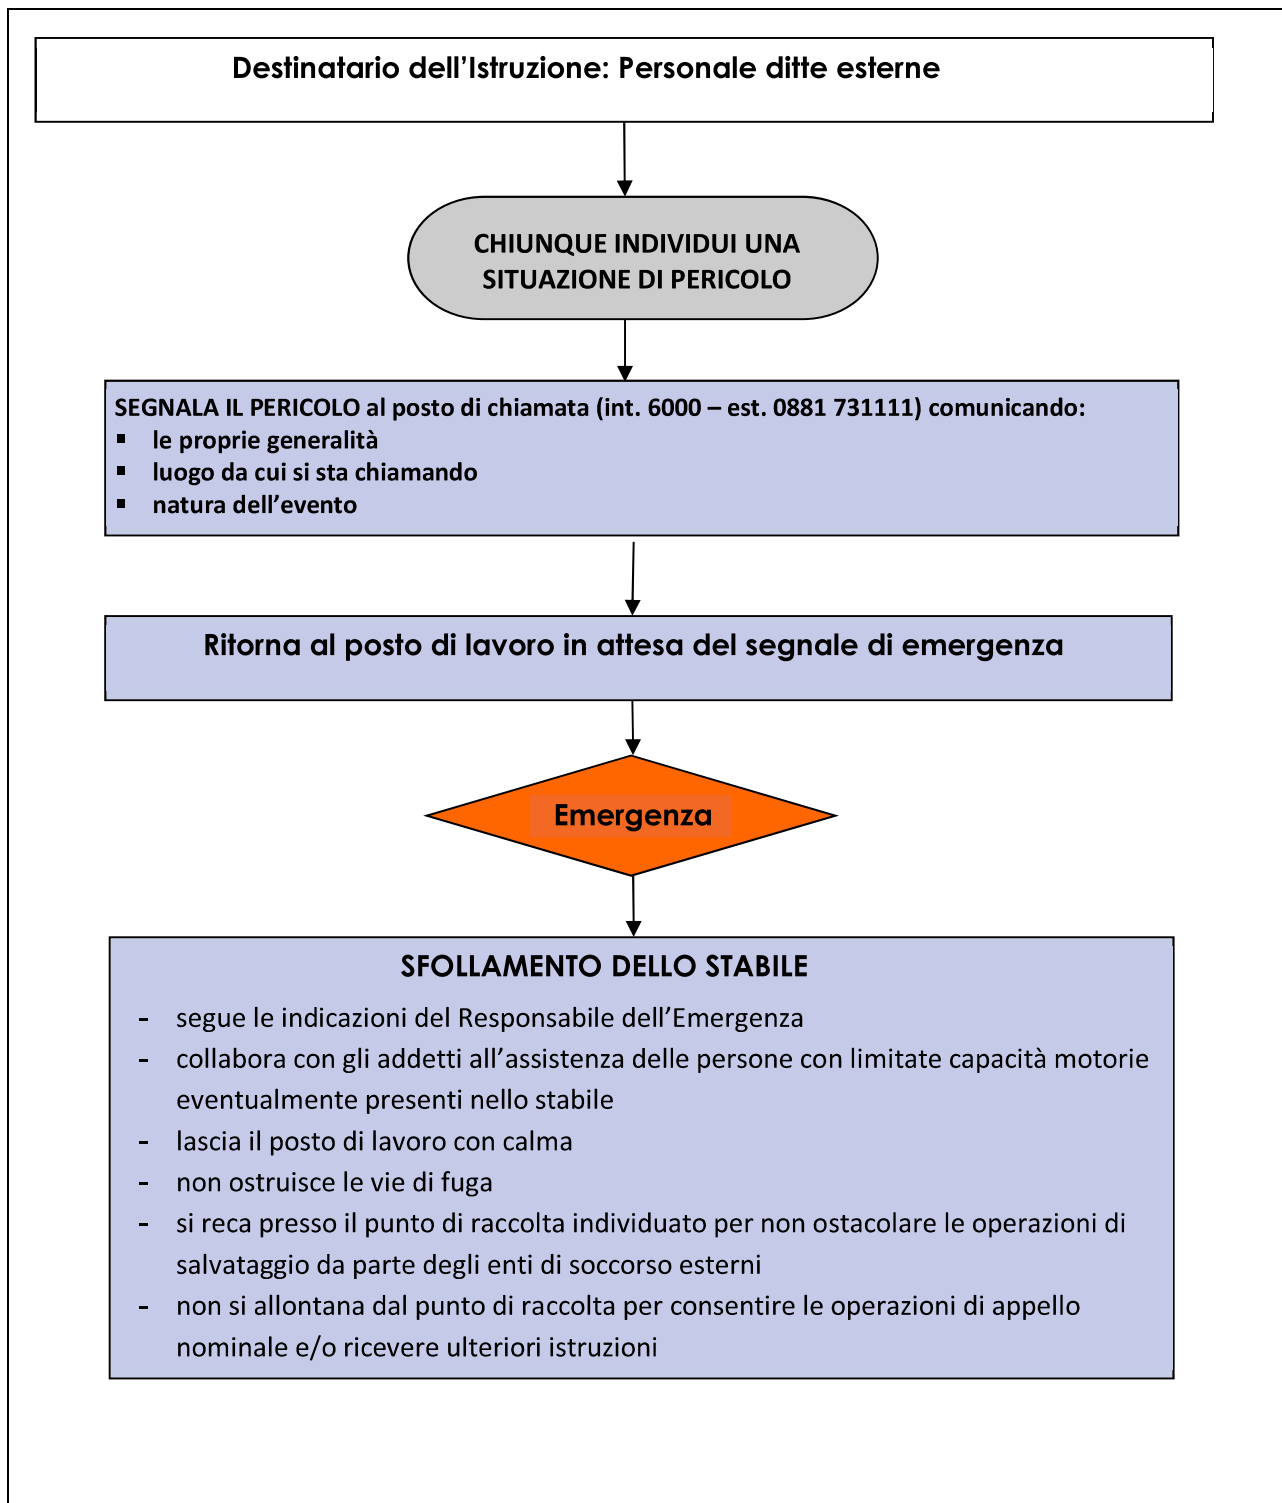 Destinatario dell’Istruzione: Personale ditte esterne
CHIUNQUE INDIVIDUI UNA
SITUAZIONE DI PERICOLO
SEGNALA IL PERICOLO al posto di chiamata (int. 6000 – est. 0881 731111) comunicando:
▪ le proprie generalità
▪ luogo da cui si sta chiamando
▪ natura dell’evento
Ritorna al posto di lavoro in attesa del segnale di emergenza
Emergenza
SFOLLAMENTO DELLO STABILE
- segue le indicazioni del Responsabile dell’Emergenza
- collabora con gli addetti all’assistenza delle persone con limitate capacità motorie
eventualmente presenti nello stabile
- lascia il posto di lavoro con calma
- non ostruisce le vie di fuga
- si reca presso il punto di raccolta individuato per non ostacolare le operazioni di
salvataggio da parte degli enti di soccorso esterni
- non si allontana dal punto di raccolta per consentire le operazioni di appello
nominale e/o ricevere ulteriori istruzioni